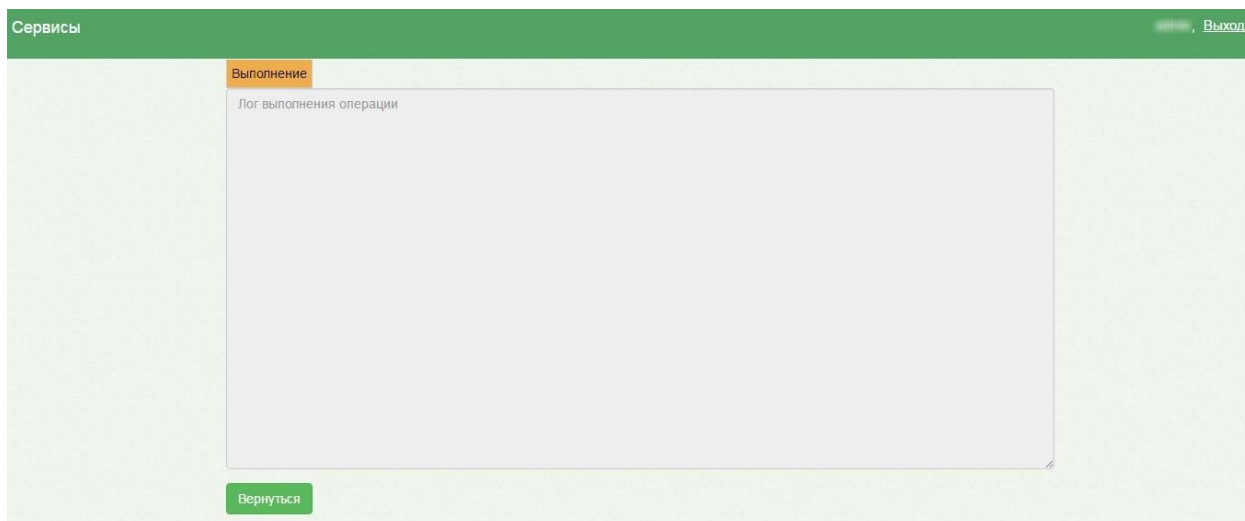 Сервисы
, Выход
Выполнение
Лог выполнения операции
Вернуться